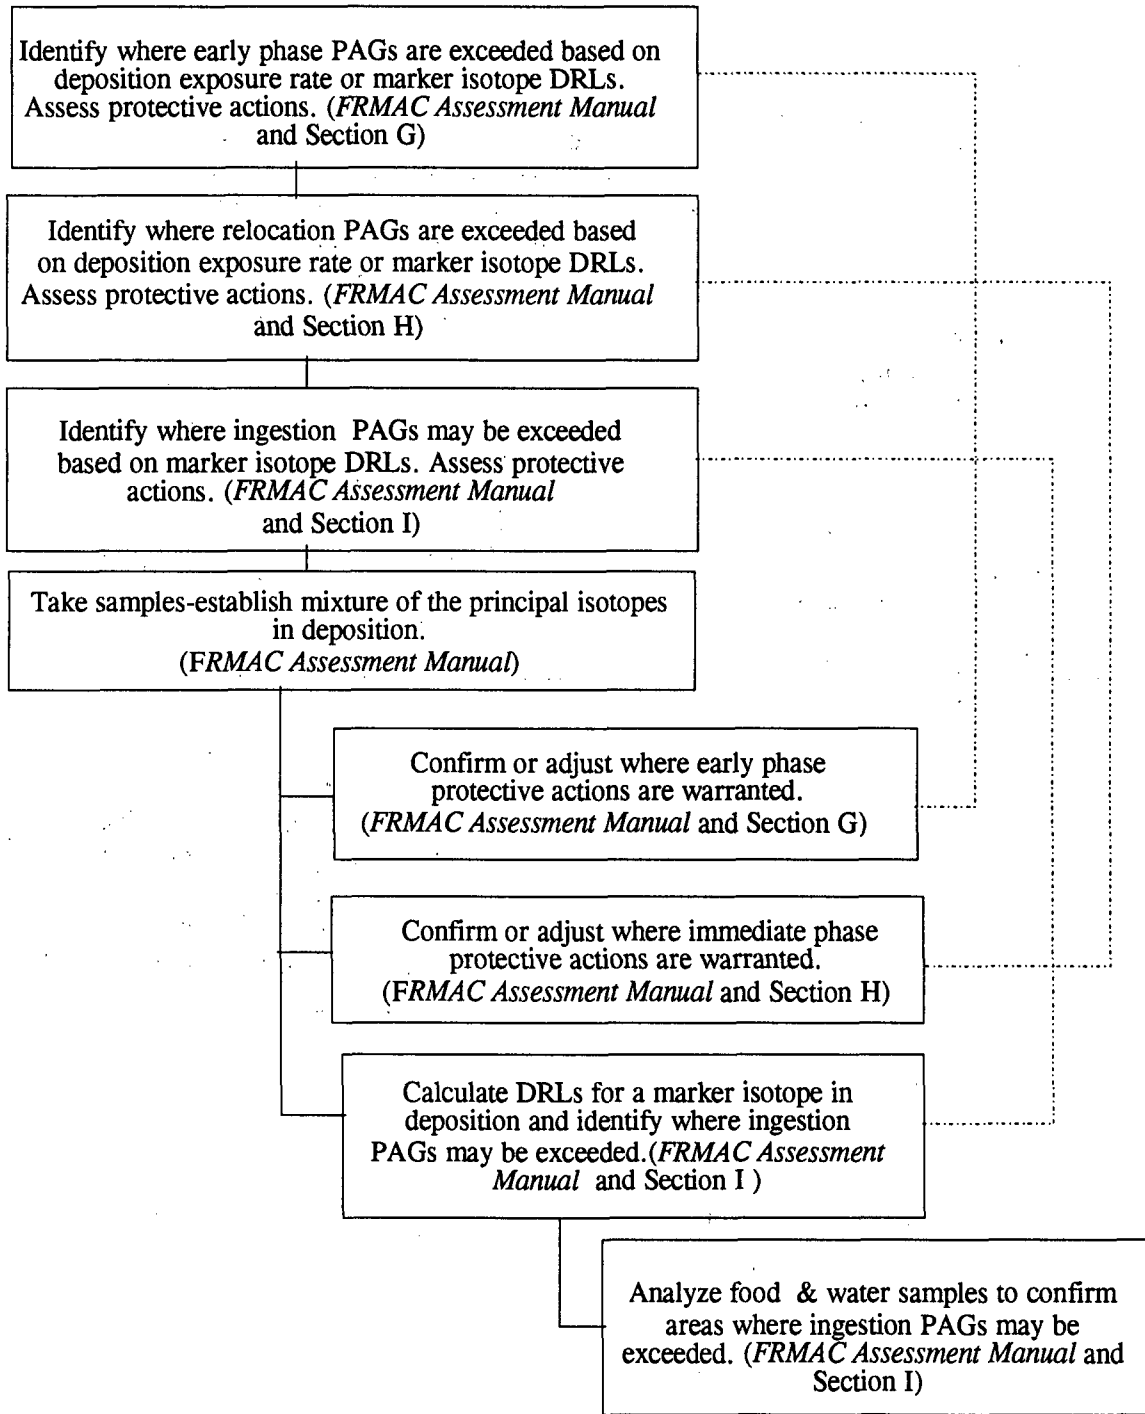 Identify where early phase PAGs are exceeded based on
deposition exposure rate or marker isotope DRLs.
Assess protective actions. (FRMAC Assessment Manual
and Section G)
Identify where relocation PAGs are exceeded based
on deposition exposure rate or marker isotope DRLs.
Assess protective actions. (FRMAC Assessment Manual
and Section H)
Identify where ingestion PAGs may be exceeded
based on marker isotope DRLs. Assess protective
actions. (FRMAC Assessment Manual
and Section I)
Take samples-establish mixture of the principal isotopes
in deposition.
(FRMAC Assessment Manual)
Confirm or adjust where early phase
protective actions are warranted.
(FRMAC Assessment Manual and Section G)
Confirm or adjust where immediate phase
protective actions are warranted.
(FRMAC Assessment Manual and Section H)
Calculate DRLs for a marker isotope in
deposition and identify where ingestion
PAGs may be exceeded.(FRMAC Assessment
Manual and Section I )
Analyze food & water samples to confirm
areas where ingestion PAGs may be
exceeded. (FRMAC Assessment Manual and
Section I)